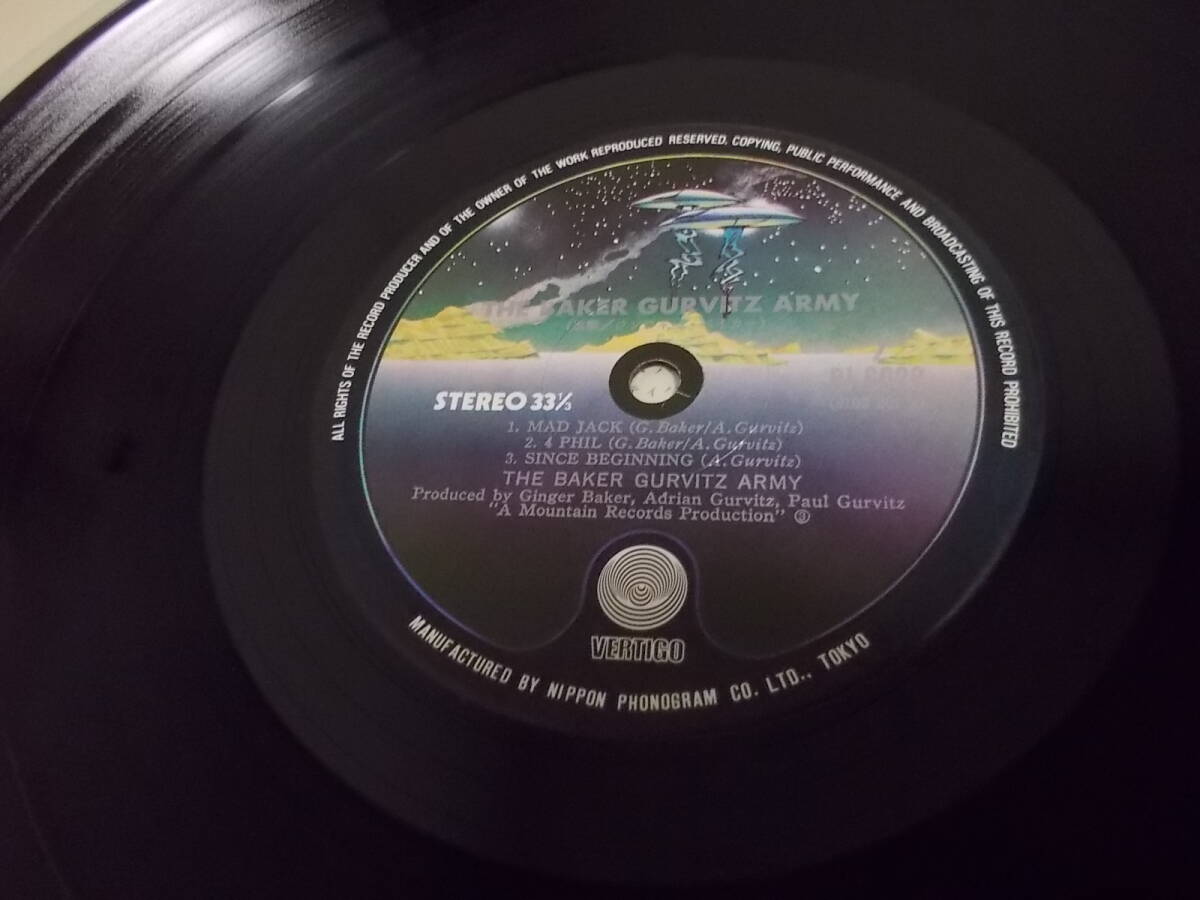 ALL RIGHTS OF THE RECORD PRODUCER AND OF THE OWNER OF THE WORK REPRODUCED RESERVED. COPYING, PUBLIC PERFORMANCE AND BROADCASTING OF THIS RECORD PROHIBITED
THE BAKER GURVITZ ARMY
STEREO 33⅓
1. MAD JACK (G. Baker/A. Gurvitz)
2. 4 PHIL (G. Baker/A. Gurvitz)
3. SINCE BEGINNING (A. Gurvitz)
THE BAKER GURVITZ ARMY
Produced by Ginger Baker, Adrian Gurvitz, Paul Gurvitz
"A Mountain Records Production" ③
VERTIGO
MANUFACTURED BY NIPPON PHONOGRAM CO. LTD., TOKYO